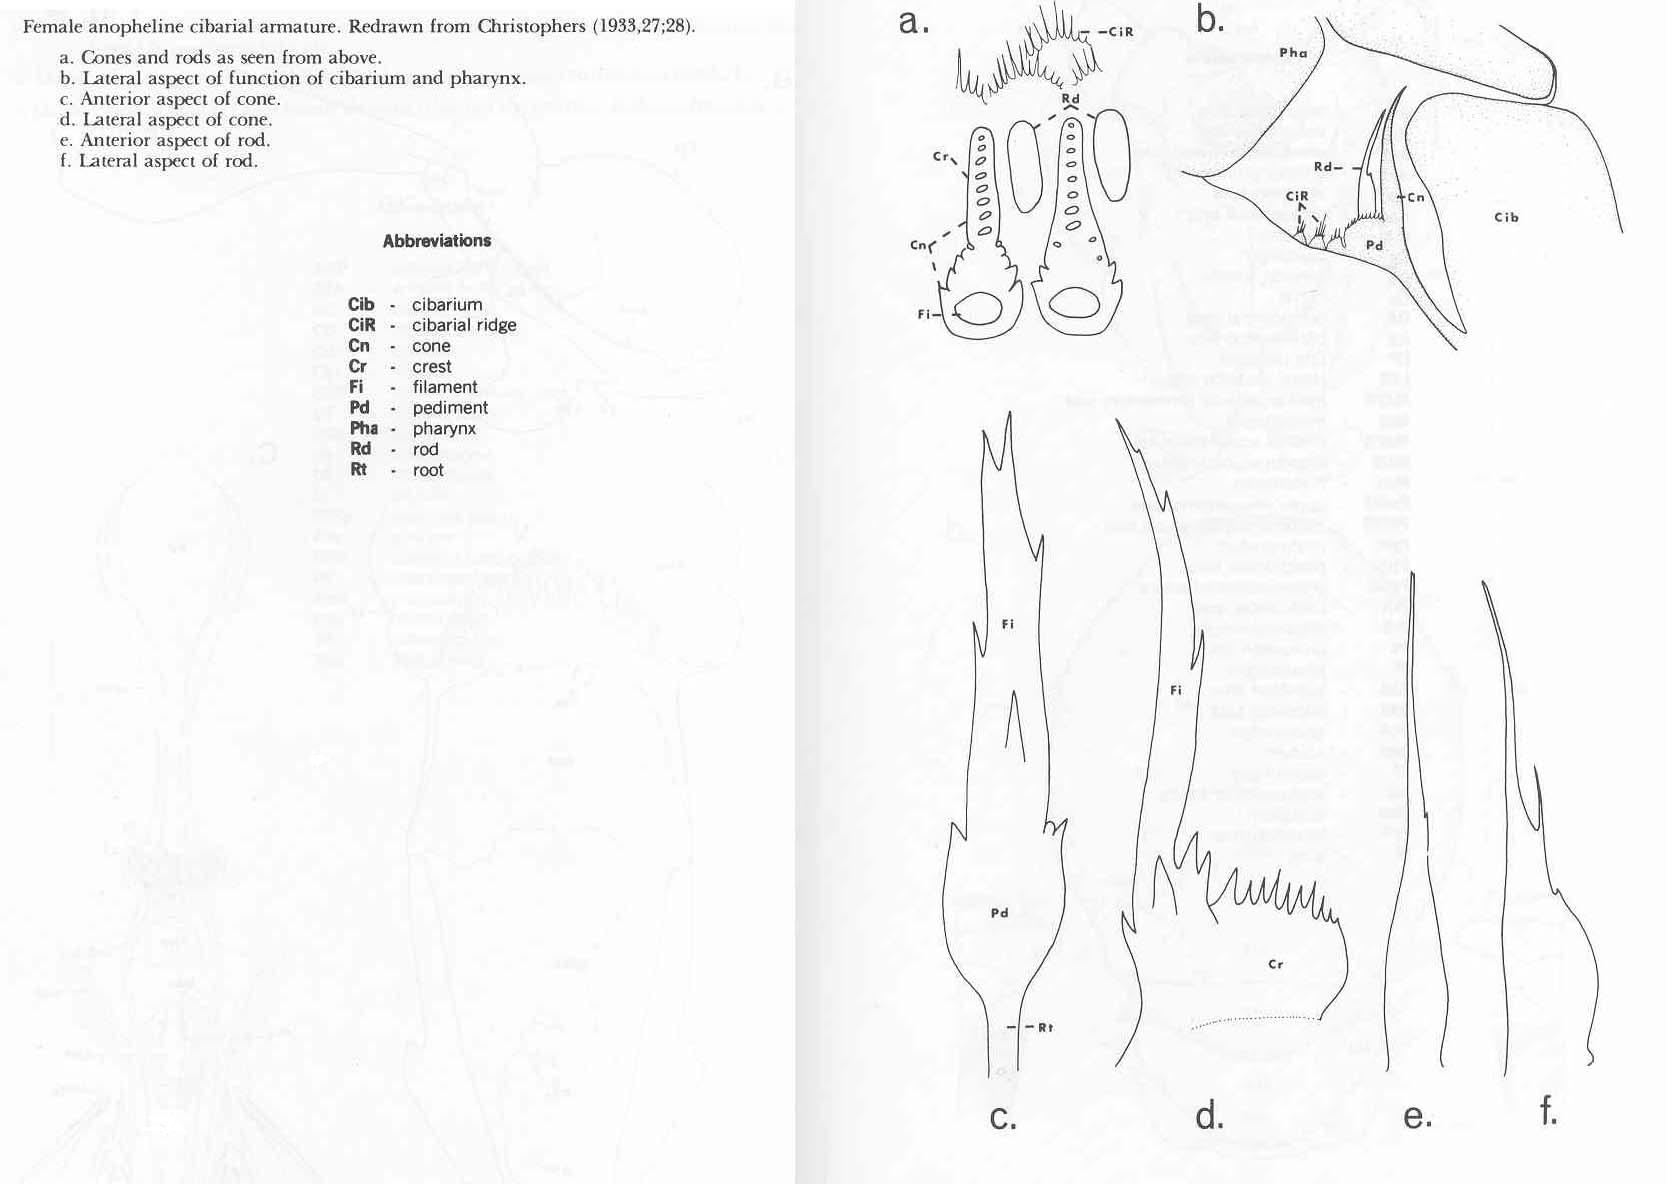 Female anopheline cibarial armature. Redrawn from Christophers (1933,27;28).
a. Cones and rods as seen from above.
b. Lateral aspect of function of cibarium and pharynx.
c. Anterior aspect of cone.
d. Lateral aspect of cone.
e. Anterior aspect of rod.
f. Lateral aspect of rod.
Abbreviations
Cib - cibarium
CiR - cibarial ridge
Cn - cone
Cr - crest
Fi - filament
Pd - pediment
Pha - pharynx
Rd - rod
Rt - root
a.
CiR
Rd
Cr
Cn
Fi
b.
Pha
Rd
CiR
Cn
Cib
Pd
Fi
Pd
Rt
c.
Fi
Cr
d.
e.
f.